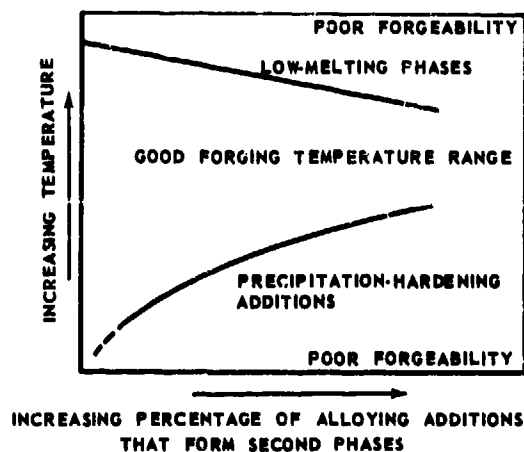 POOR FORGEABILITY
LOW-MELTING PHASES
GOOD FORGING TEMPERATURE RANGE
INCREASING TEMPERATURE
PRECIPITATION-HARDENING
ADDITIONS
POOR FORGEABILITY
INCREASING PERCENTAGE OF ALLOYING ADDITIONS
THAT FORM SECOND PHASES